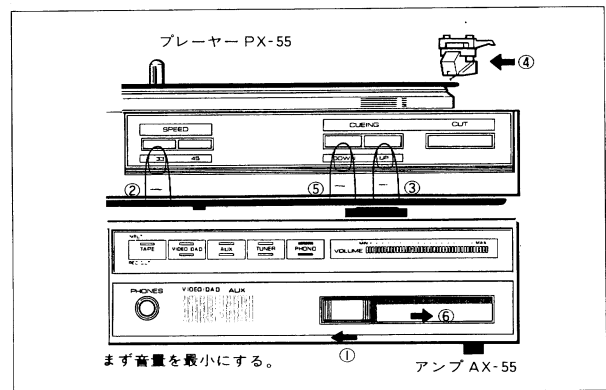 プレーヤー PX-55
④
SPEED
CUEING
CUT
33 45
DOWN UP
② ⑤ ③
INPUT
TAPE VIDEO/DAD AUX TUNER PHONO
REC OUT
VOLUME MIN MAX
PHONES VIDEO/DAD AUX
⑥
①
まず音量を最小にする。
アンプ AX-55